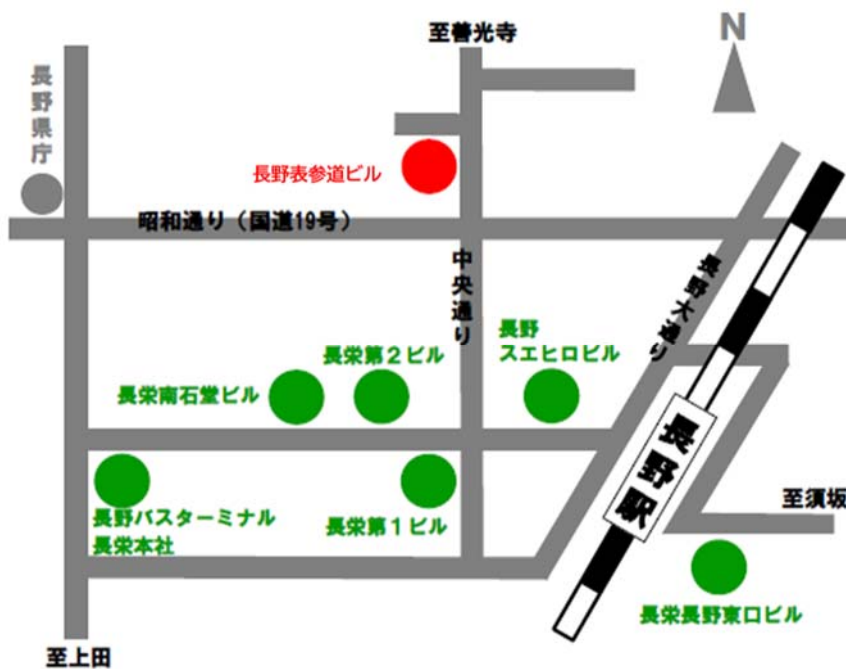 至善光寺
N
長野県庁
長野表参道ビル
昭和通り（国道19号）
中央通り
長野大通り
長野
スエヒロビル
長栄第２ビル
長栄南石堂ビル
長野駅
至須坂
長野バスターミナル
長栄本社
長栄第１ビル
長栄長野東口ビル
至上田